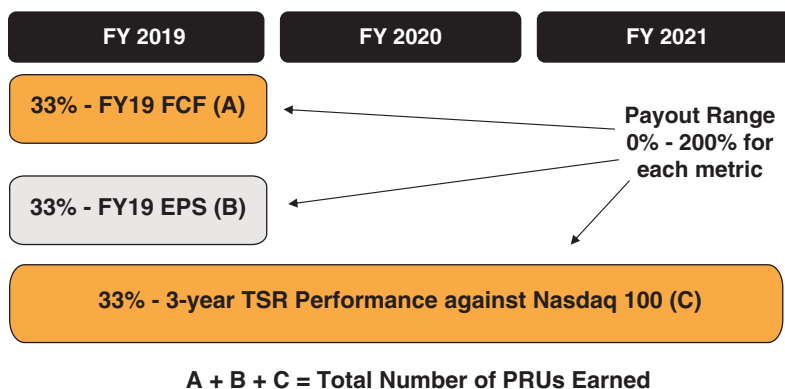 FY 2019
FY 2020
FY 2021
33% - FY19 FCF (A)
Payout Range
0% - 200% for
each metric
33% - FY19 EPS (B)
33% - 3-year TSR Performance against Nasdaq 100 (C)
A + B + C = Total Number of PRUs Earned